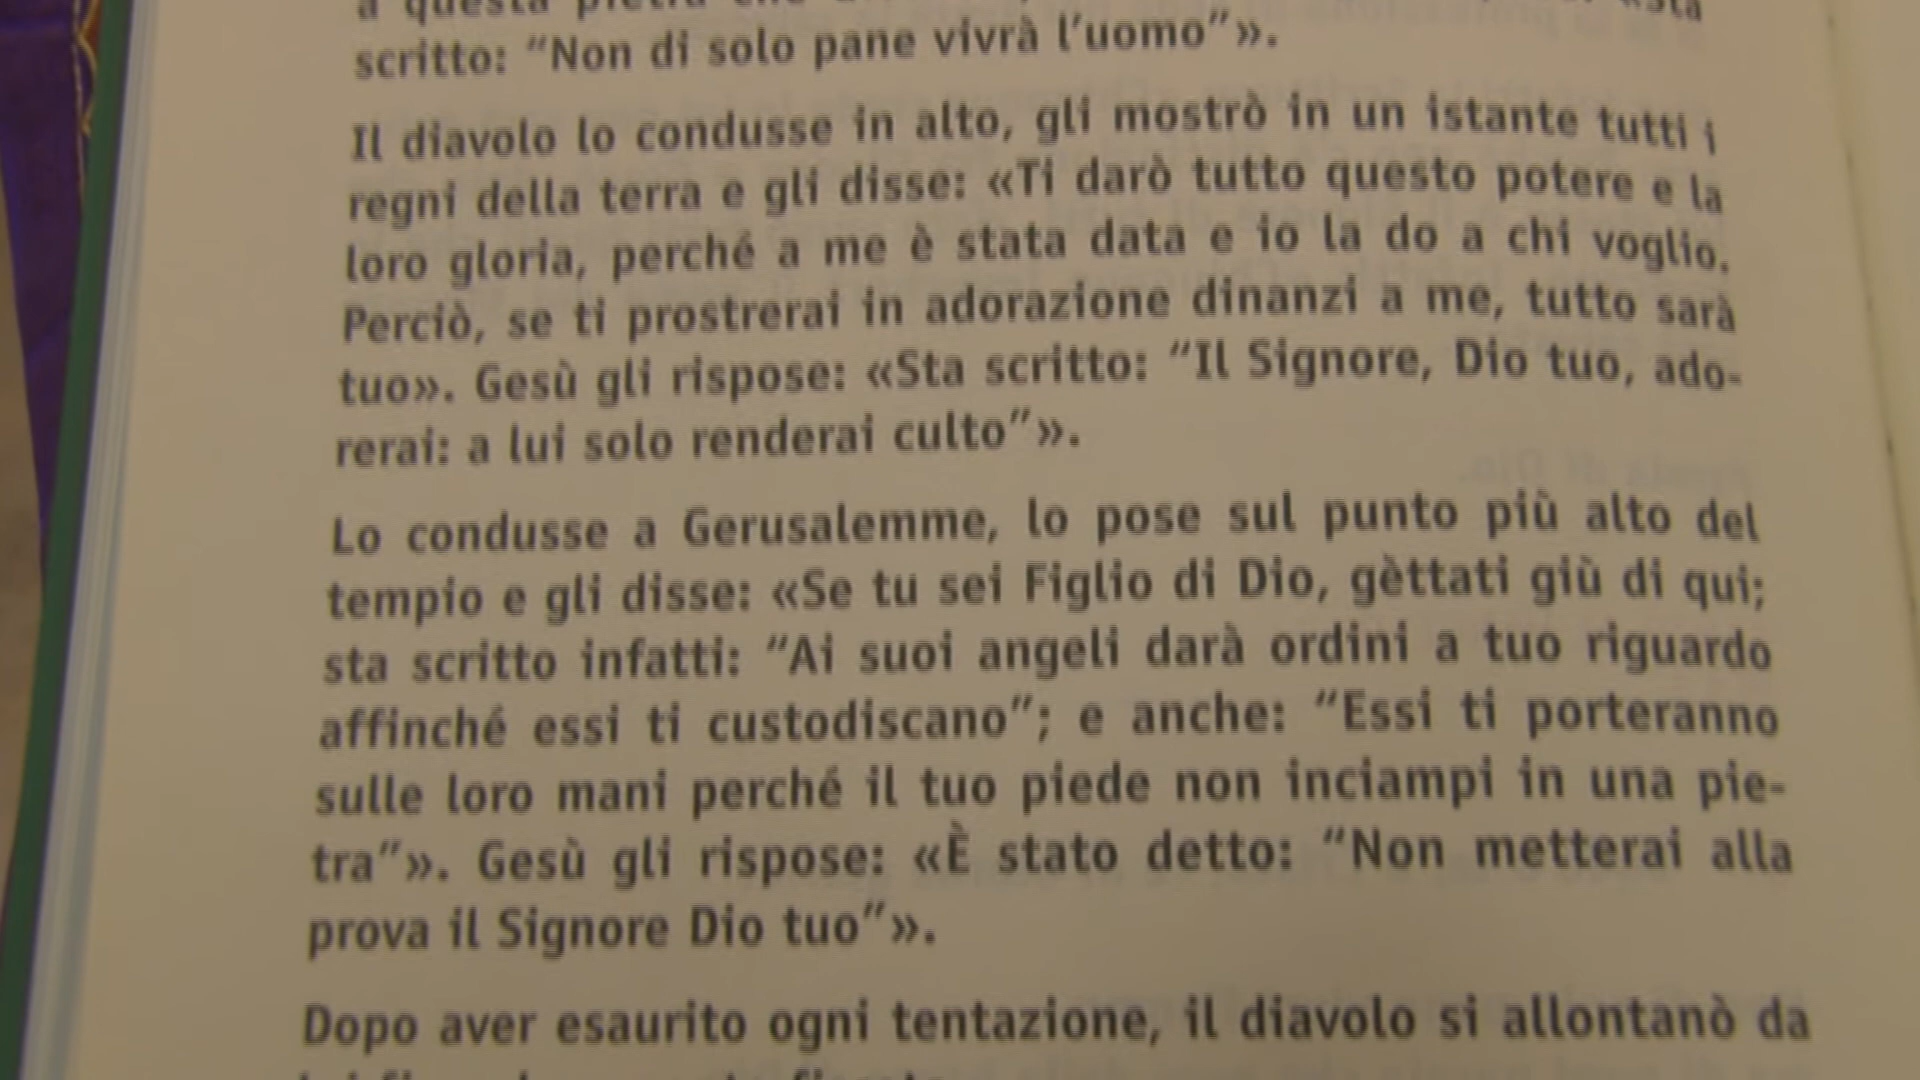 a questa pietra che «Sta
scritto: “Non di solo pane vivrà l’uomo”».
Il diavolo lo condusse in alto, gli mostrò in un istante tutti i
regni della terra e gli disse: «Ti darò tutto questo potere e la
loro gloria, perché a me è stata data e io la do a chi voglio.
Perciò, se ti prostrerai in adorazione dinanzi a me, tutto sarà
tuo». Gesù gli rispose: «Sta scritto: “Il Signore, Dio tuo, ado-
rerai: a lui solo renderai culto”».
Lo condusse a Gerusalemme, lo pose sul punto più alto del
tempio e gli disse: «Se tu sei Figlio di Dio, gèttati giù di qui;
sta scritto infatti: “Ai suoi angeli darà ordini a tuo riguardo
affinché essi ti custodiscano”; e anche: “Essi ti porteranno
sulle loro mani perché il tuo piede non inciampi in una pie-
tra”». Gesù gli rispose: «È stato detto: “Non metterai alla
prova il Signore Dio tuo”».
Dopo aver esaurito ogni tentazione, il diavolo si allontanò da